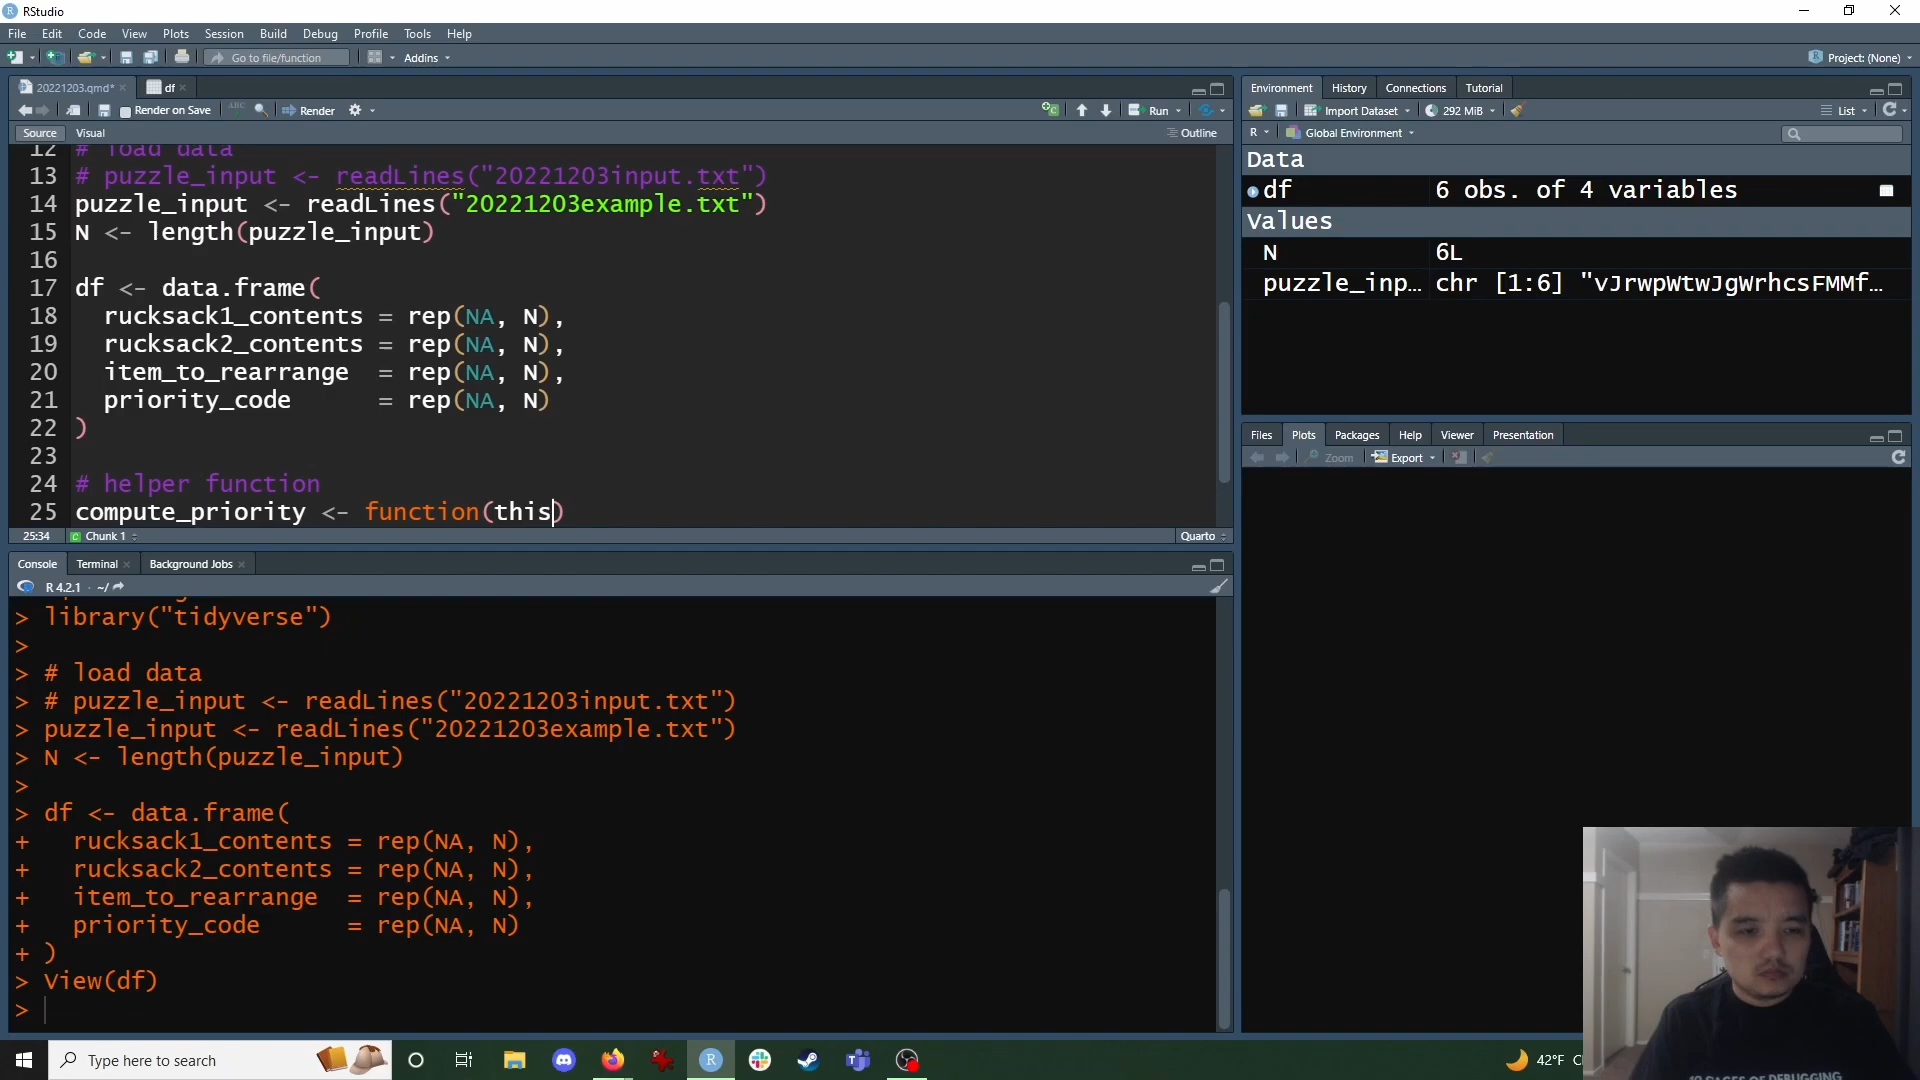 RStudio
File Edit Code View Plots Session Build Debug Profile Tools Help
Go to file/function
Addins
Project: (None)
20221203.qmd*
df
Render on Save
ABC
Render
Run
Source
Visual
Outline
12 # load data
13 # puzzle_input <- readLines("20221203input.txt")
14 puzzle_input <- readLines("20221203example.txt")
15 N <- length(puzzle_input)
16
17 df <- data.frame(
18 rucksack1_contents = rep(NA, N),
19 rucksack2_contents = rep(NA, N),
20 item_to_rearrange = rep(NA, N),
21 priority_code = rep(NA, N)
22 )
23
24 # helper function
25 compute_priority <- function(this)
25:34
Chunk 1
Quarto
Console Terminal Background Jobs
R 4.2.1 · ~/
> library("tidyverse")
>
> # load data
> # puzzle_input <- readLines("20221203input.txt")
> puzzle_input <- readLines("20221203example.txt")
> N <- length(puzzle_input)
>
> df <- data.frame(
+ rucksack1_contents = rep(NA, N),
+ rucksack2_contents = rep(NA, N),
+ item_to_rearrange = rep(NA, N),
+ priority_code = rep(NA, N)
+ )
> View(df)
>
Environment History Connections Tutorial
Import Dataset
292 MiB
List
R
Global Environment
Data
df 6 obs. of 4 variables
Values
N 6L
puzzle_inp… chr [1:6] "vJrwpWtwJgWrhcsFMMf…
Files Plots Packages Help Viewer Presentation
Zoom
Export
Type here to search
42°F
OF DEBUGGING